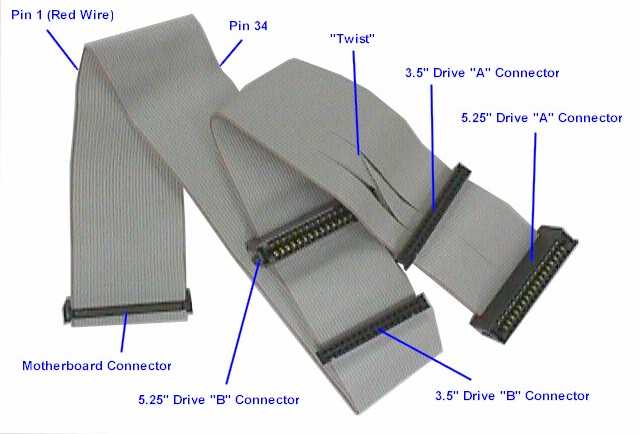 Pin 1 (Red Wire)
Pin 34
"Twist"
3.5" Drive "A" Connector
5.25" Drive "A" Connector
Motherboard Connector
5.25" Drive "B" Connector
3.5" Drive "B" Connector